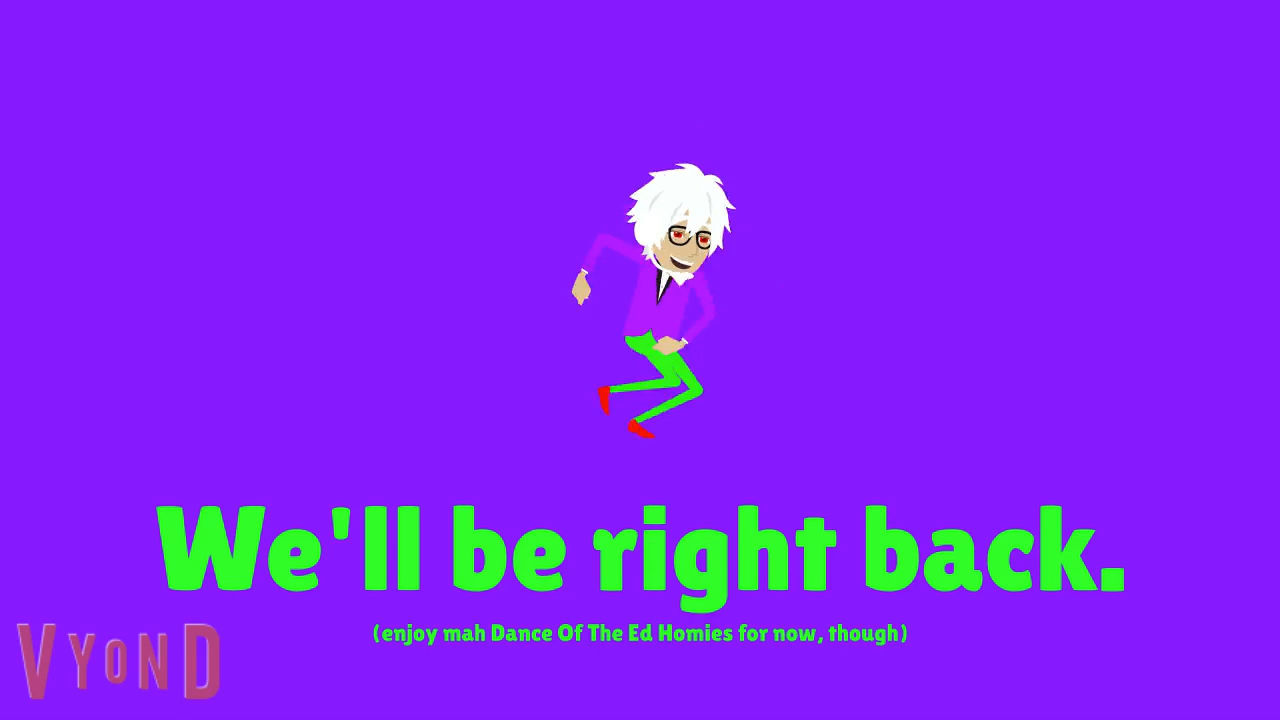 We'll be right back.
(enjoy mah Dance Of The Ed Homies for now, though)
VYOND